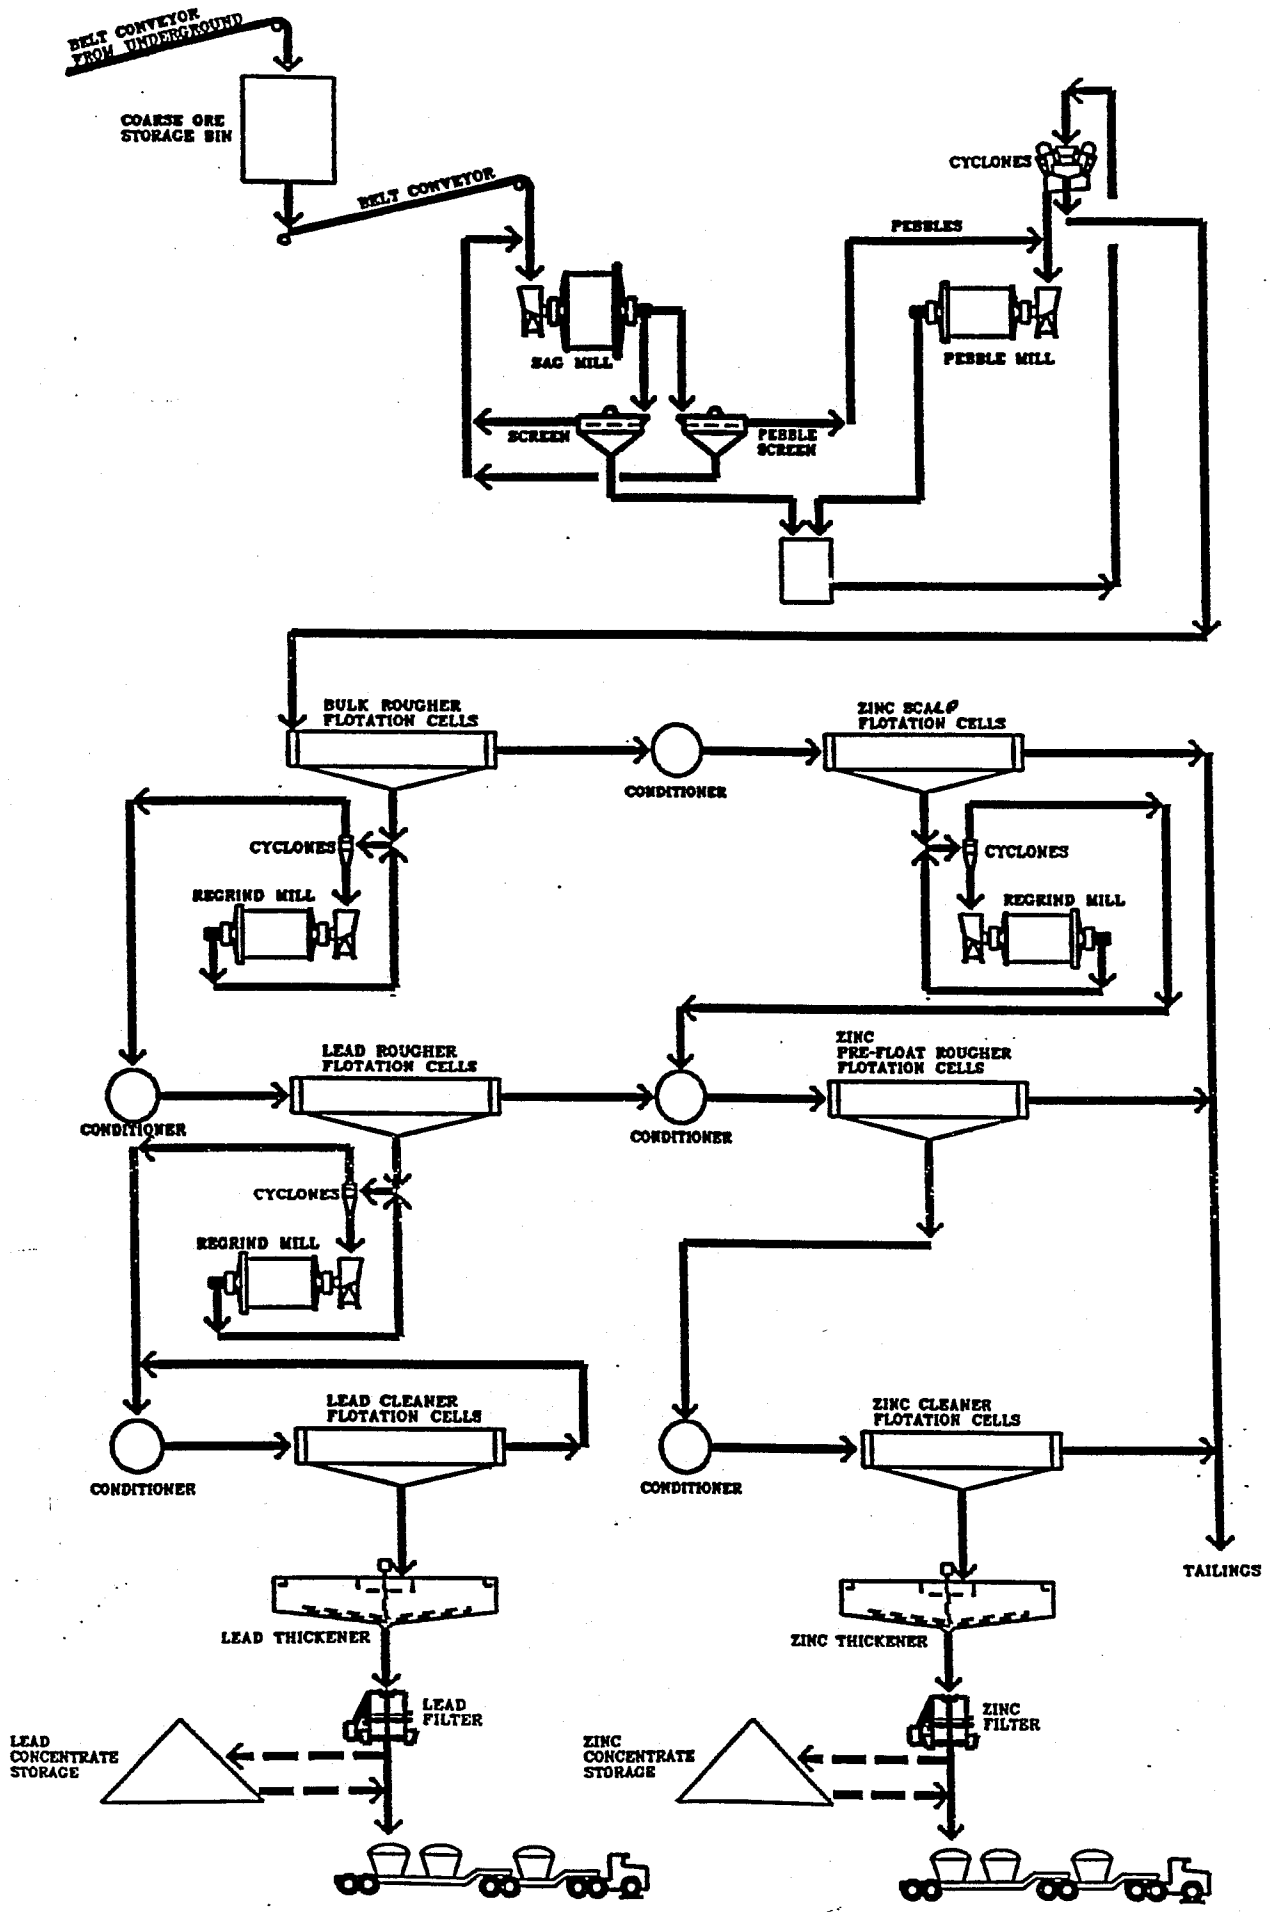 BELT CONVEYOR
FROM UNDERGROUND
COARSE ORE
STORAGE BIN
BELT CONVEYOR
CYCLONES
PEBBLES
SAG MILL
PEBBLE MILL
SCREEN
PEBBLE
SCREEN
BULK ROUGHER
FLOTATION CELLS
CONDITIONER
ZINC SCALP
FLOTATION CELLS
CYCLONES
REGRIND MILL
CYCLONES
REGRIND MILL
LEAD ROUGHER
FLOTATION CELLS
ZINC
PRE-FLOAT ROUGHER
FLOTATION CELLS
CONDITIONER
CONDITIONER
CYCLONES
REGRIND MILL
LEAD CLEANER
FLOTATION CELLS
ZINC CLEANER
FLOTATION CELLS
CONDITIONER
CONDITIONER
TAILINGS
LEAD THICKENER
ZINC THICKENER
LEAD
FILTER
ZINC
FILTER
LEAD
CONCENTRATE
STORAGE
ZINC
CONCENTRATE
STORAGE